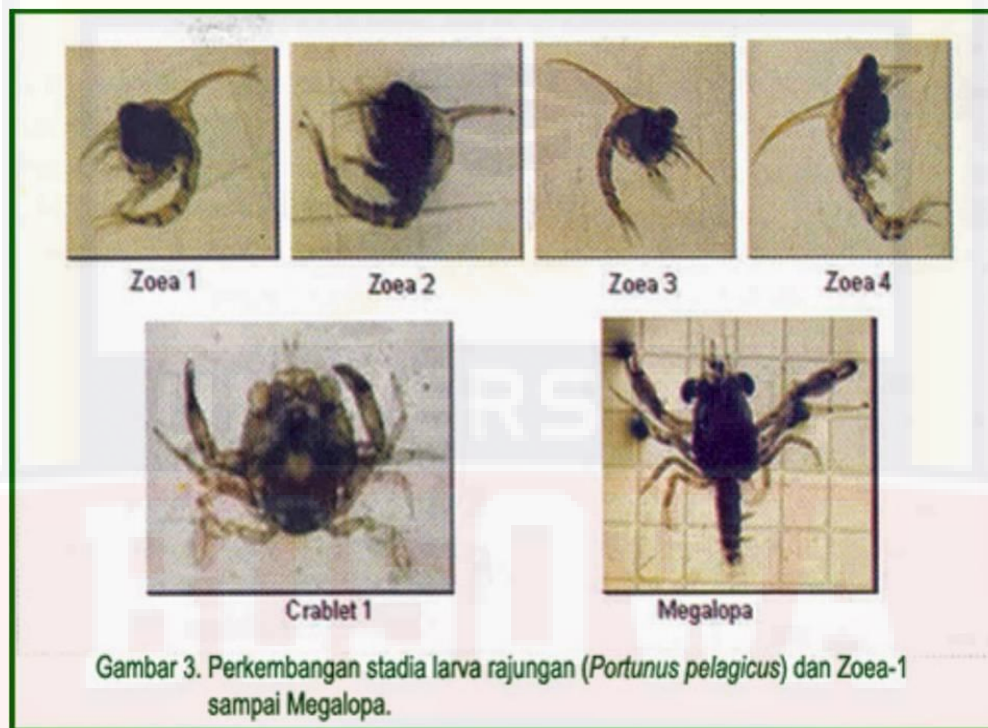 Zoea 1
Zoea 2
Zoea 3
Zoea 4
Crablet 1
Megalopa
Gambar 3. Perkembangan stadia larva rajungan (Portunus pelagicus) dan Zoea-1
sampai Megalopa.